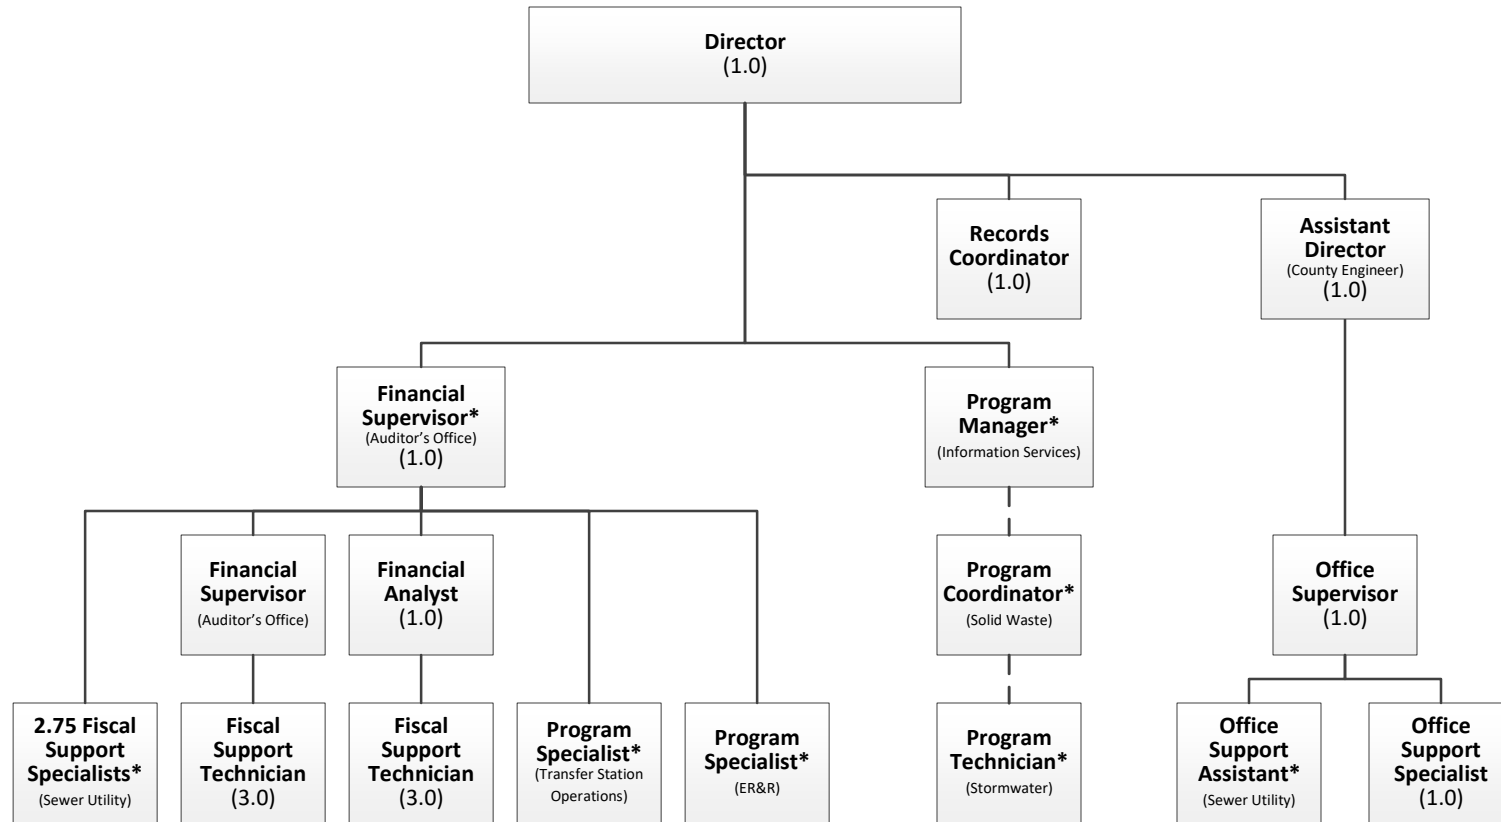 Director
(1.0)
Records
Coordinator
(1.0)
Assistant
Director
(County Engineer)
(1.0)
Financial
Supervisor*
(Auditor's Office)
(1.0)
Program
Manager*
(Information Services)
Financial
Supervisor
(Auditor's Office)
Financial
Analyst
(1.0)
Program
Coordinator*
(Solid Waste)
Office
Supervisor
(1.0)
2.75 Fiscal
Support
Specialists*
(Sewer Utility)
Fiscal
Support
Technician
(3.0)
Fiscal
Support
Technician
(3.0)
Program
Specialist*
(Transfer Station
Operations)
Program
Specialist*
(ER&R)
Program
Technician*
(Stormwater)
Office
Support
Assistant*
(Sewer Utility)
Office
Support
Specialist
(1.0)